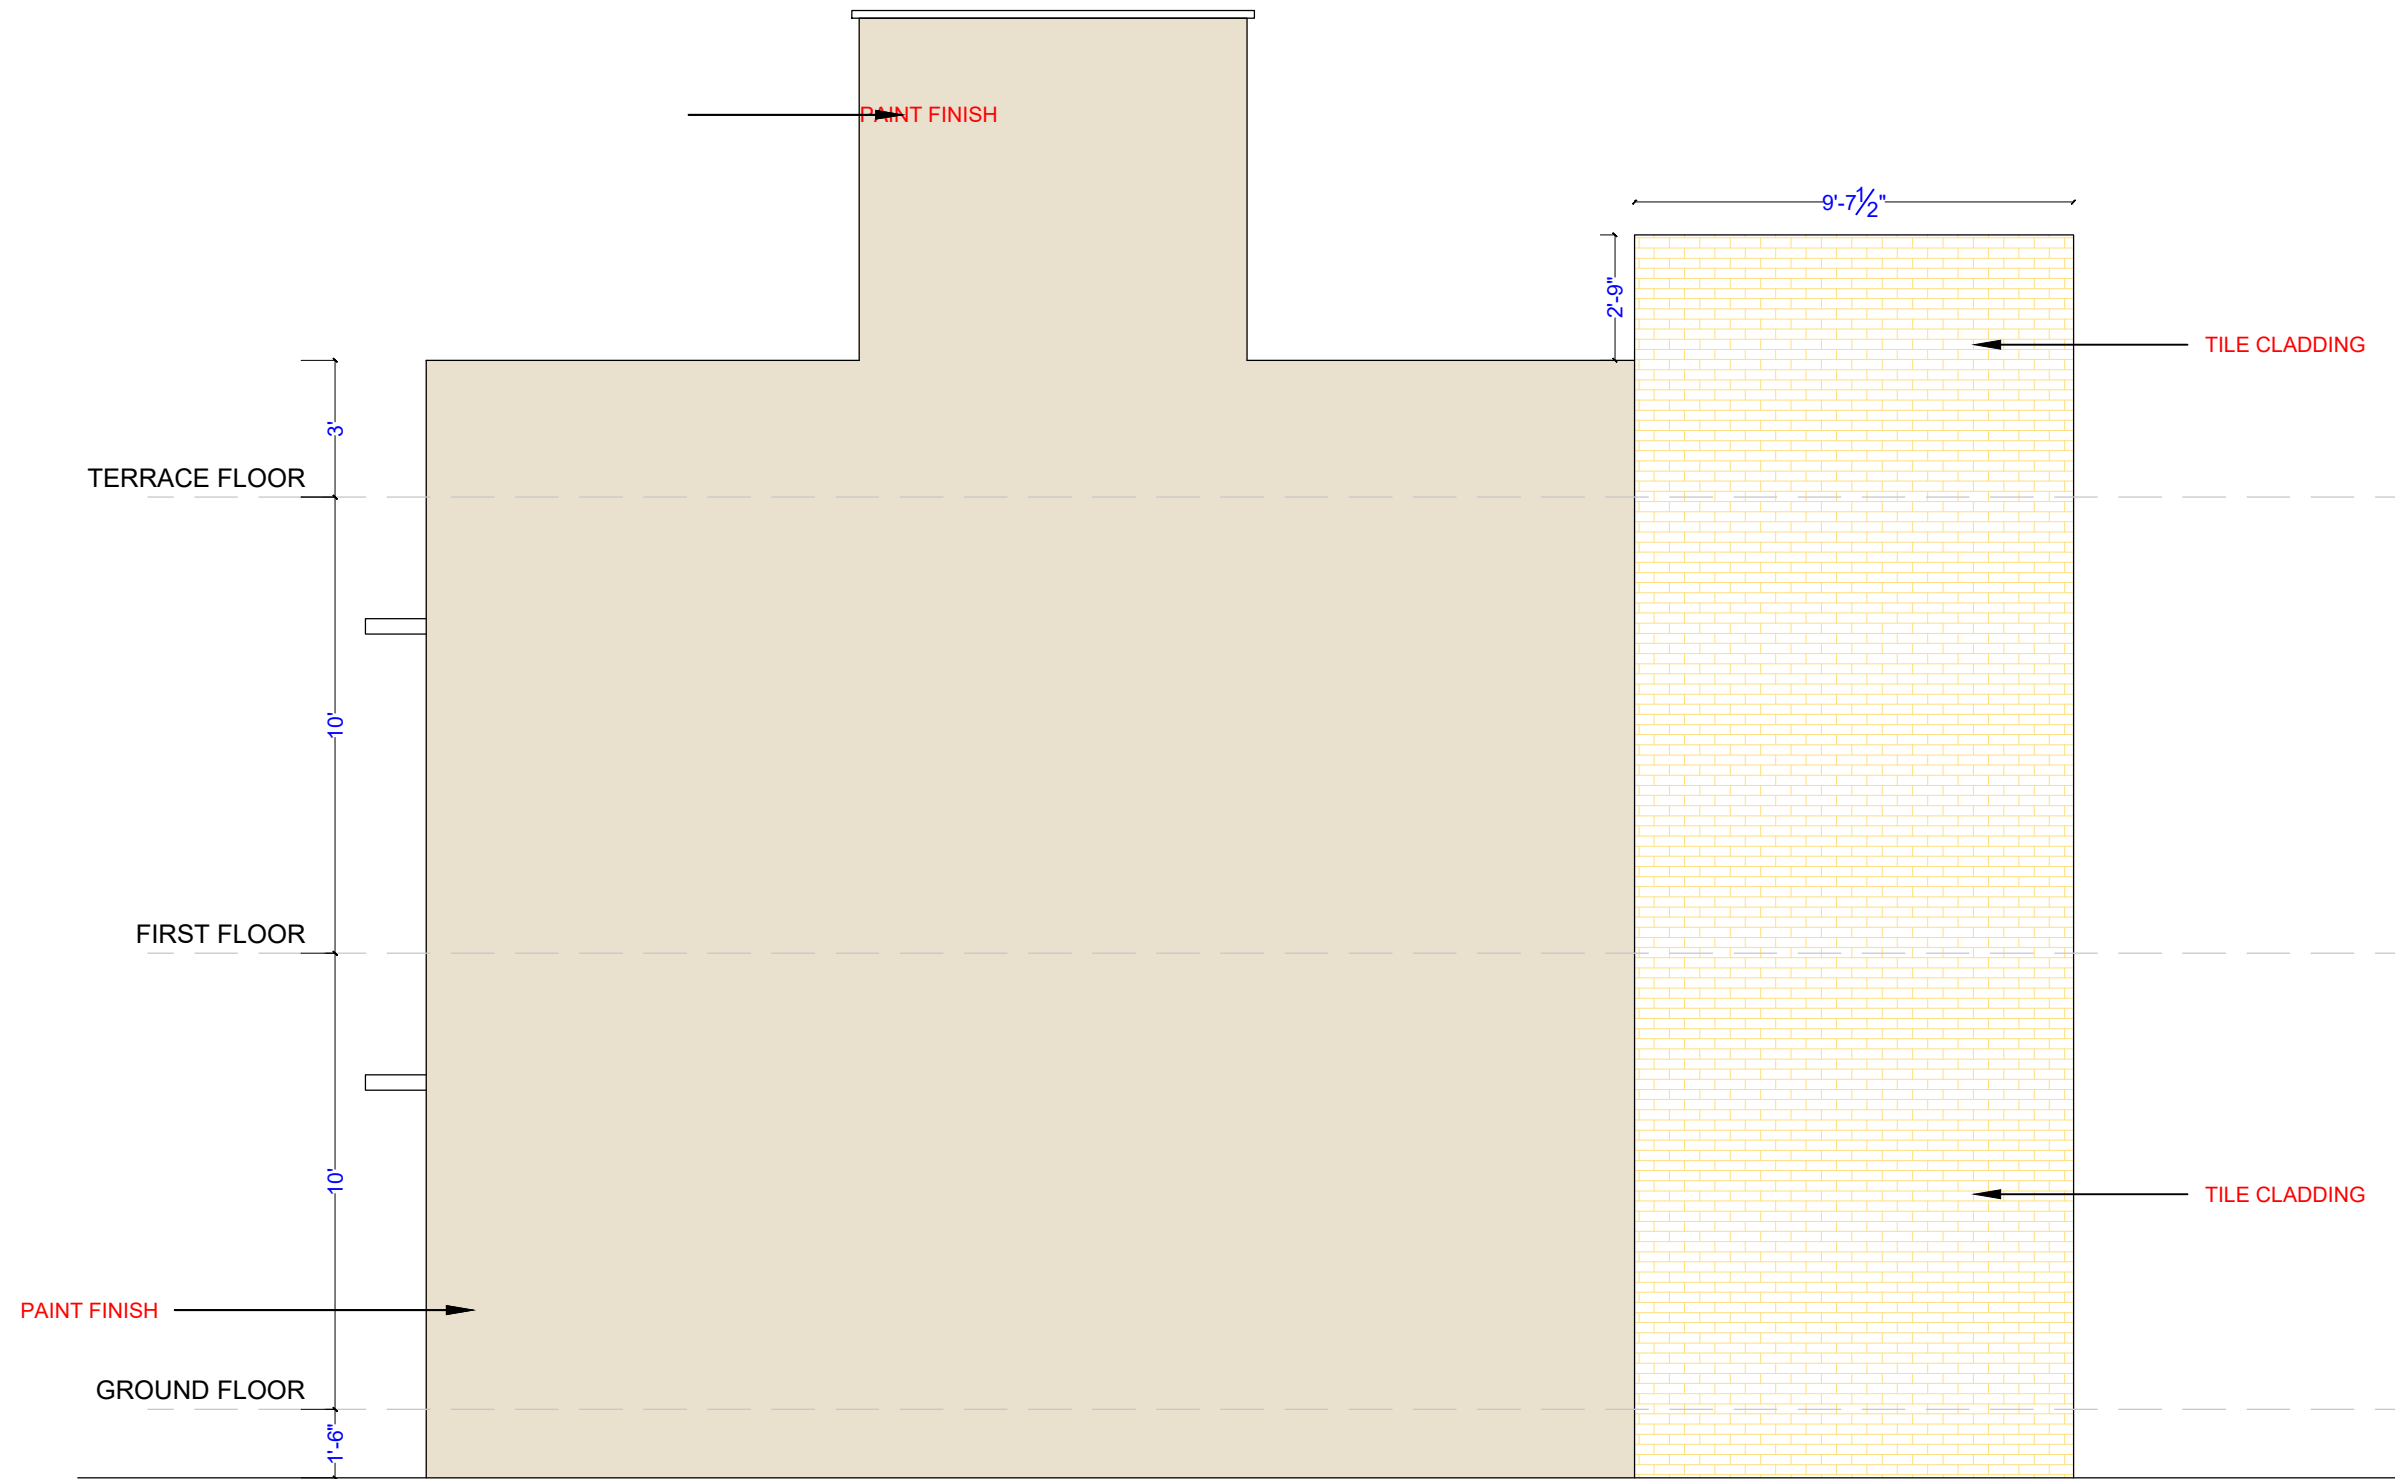 PAINT FINISH
9'-7½"
2'-9"
TILE CLADDING
3'
TERRACE FLOOR
10'
FIRST FLOOR
10'
TILE CLADDING
PAINT FINISH
GROUND FLOOR
1'-6"